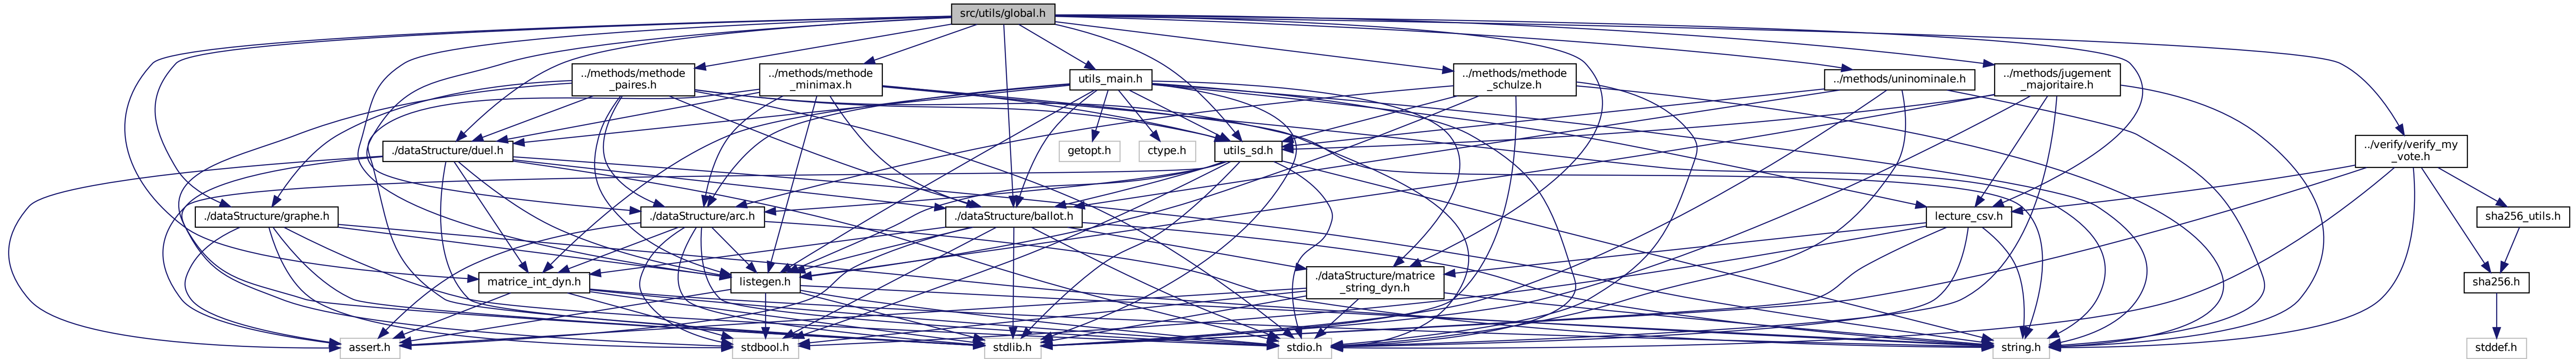 src/utils/global.h
../methods/methode
_paires.h
../methods/methode
_minimax.h
utils_main.h
../methods/methode
_schulze.h
../methods/uninominale.h
../methods/jugement
_majoritaire.h
./dataStructure/duel.h
getopt.h
ctype.h
utils_sd.h
../verify/verify_my
_vote.h
./dataStructure/graphe.h
./dataStructure/arc.h
./dataStructure/ballot.h
lecture_csv.h
sha256_utils.h
matrice_int_dyn.h
listegen.h
./dataStructure/matrice
_string_dyn.h
sha256.h
assert.h
stdbool.h
stdlib.h
stdio.h
string.h
stddef.h